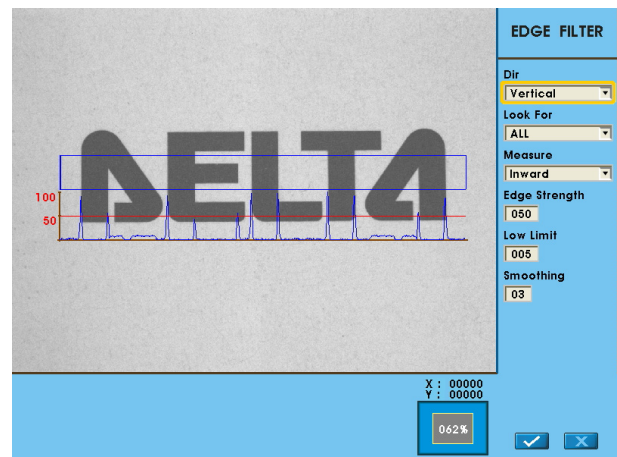 EDGE FILTER
Dir
Vertical
Look For
ALL
Measure
Inward
Edge Strength
050
Low Limit
005
Smoothing
03
DELTA
100
50
X : 00000
Y : 00000
062%